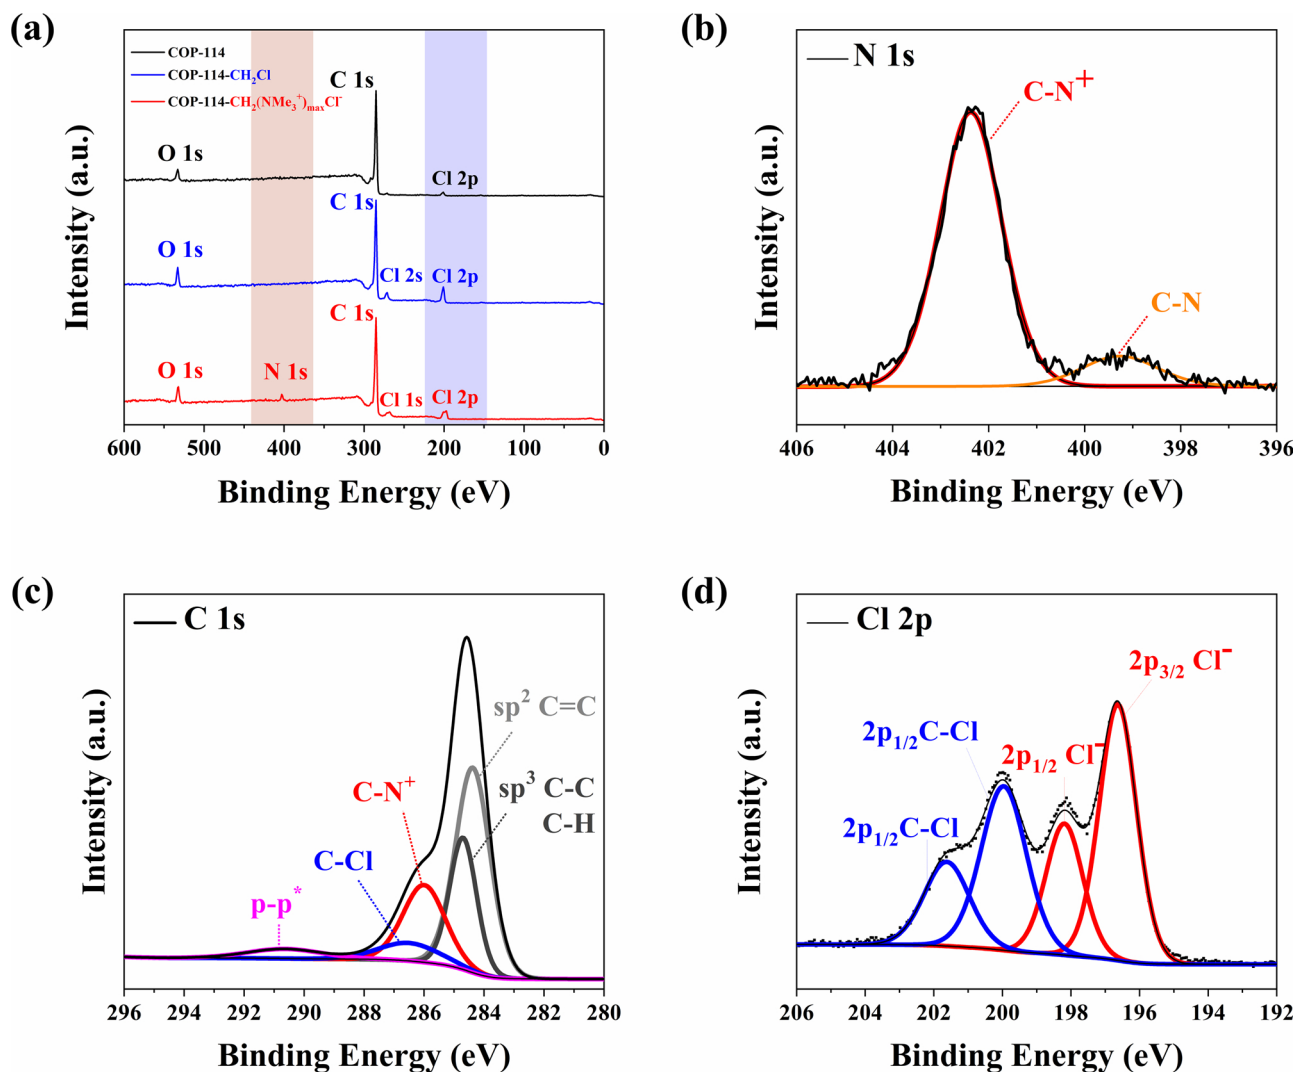 (a)
COP-114
COP-114-CH₂Cl
COP-114-CH₂(NMe₃⁺)maxCl⁻
C 1s
O 1s
Cl 2p
C 1s
O 1s
Cl 2s
Cl 2p
C 1s
O 1s
N 1s
Cl 1s
Cl 2p
Intensity (a.u.)
600 500 400 300 200 100 0
Binding Energy (eV)
(b)
N 1s
C-N⁺
C-N
Intensity (a.u.)
406 404 402 400 398 396
Binding Energy (eV)
(c)
C 1s
sp² C=C
sp³ C-C
C-H
C-N⁺
C-Cl
p-p*
Intensity (a.u.)
296 294 292 290 288 286 284 282 280
Binding Energy (eV)
(d)
Cl 2p
2p₃/₂ Cl⁻
2p₁/₂C-Cl
2p₁/₂ Cl⁻
2p₁/₂C-Cl
Intensity (a.u.)
206 204 202 200 198 196 194 192
Binding Energy (eV)